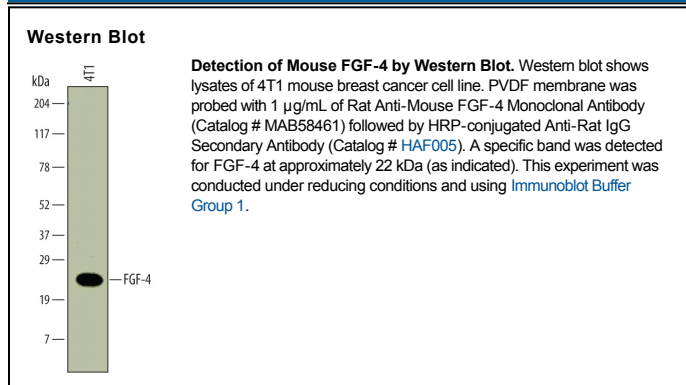 Western Blot
kDa
4T1
204
117
78
52
37
29
19
7
FGF-4
Detection of Mouse FGF-4 by Western Blot. Western blot shows
lysates of 4T1 mouse breast cancer cell line. PVDF membrane was
probed with 1 µg/mL of Rat Anti-Mouse FGF-4 Monoclonal Antibody
(Catalog # MAB58461) followed by HRP-conjugated Anti-Rat IgG
Secondary Antibody (Catalog # HAF005). A specific band was detected
for FGF-4 at approximately 22 kDa (as indicated). This experiment was
conducted under reducing conditions and using Immunoblot Buffer
Group 1.